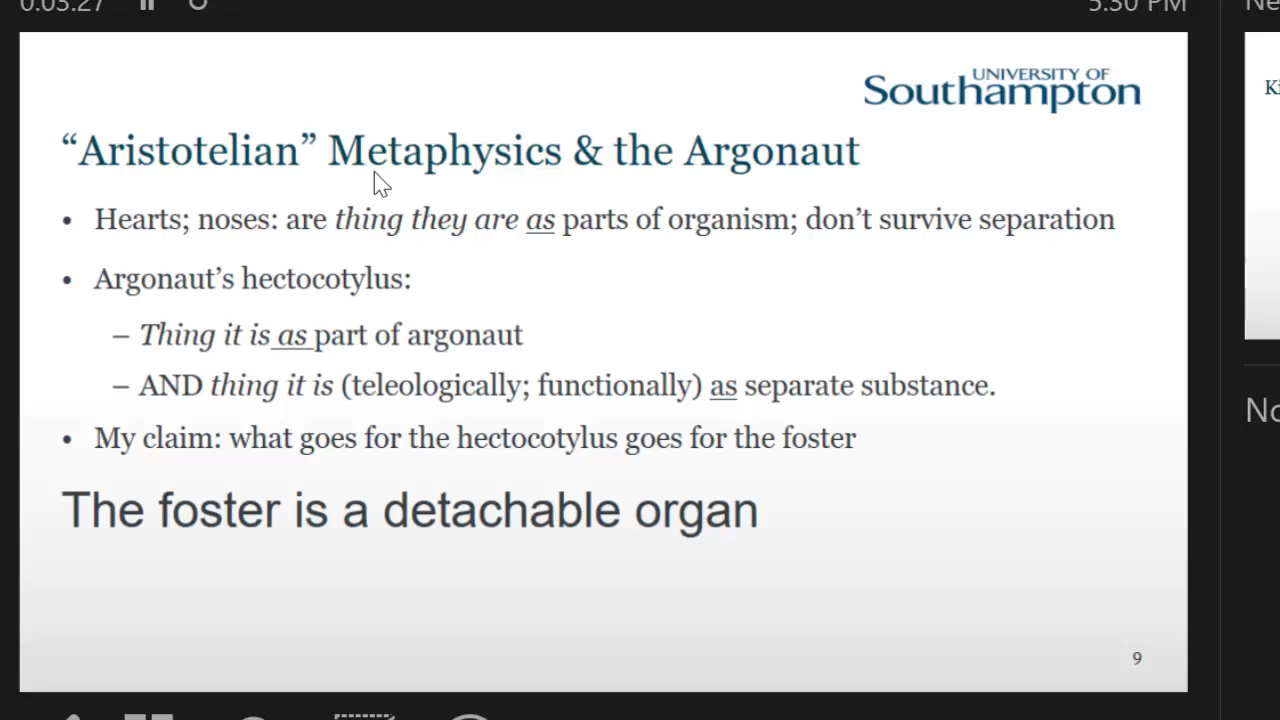 0:03:27
5:30 PM
Ne
UNIVERSITY OF
Southampton
“Aristotelian” Metaphysics & the Argonaut
• Hearts; noses: are thing they are as parts of organism; don’t survive separation
• Argonaut’s hectocotylus:
– Thing it is as part of argonaut
– AND thing it is (teleologically; functionally) as separate substance.
• My claim: what goes for the hectocotylus goes for the foster
The foster is a detachable organ
9
Ki
No